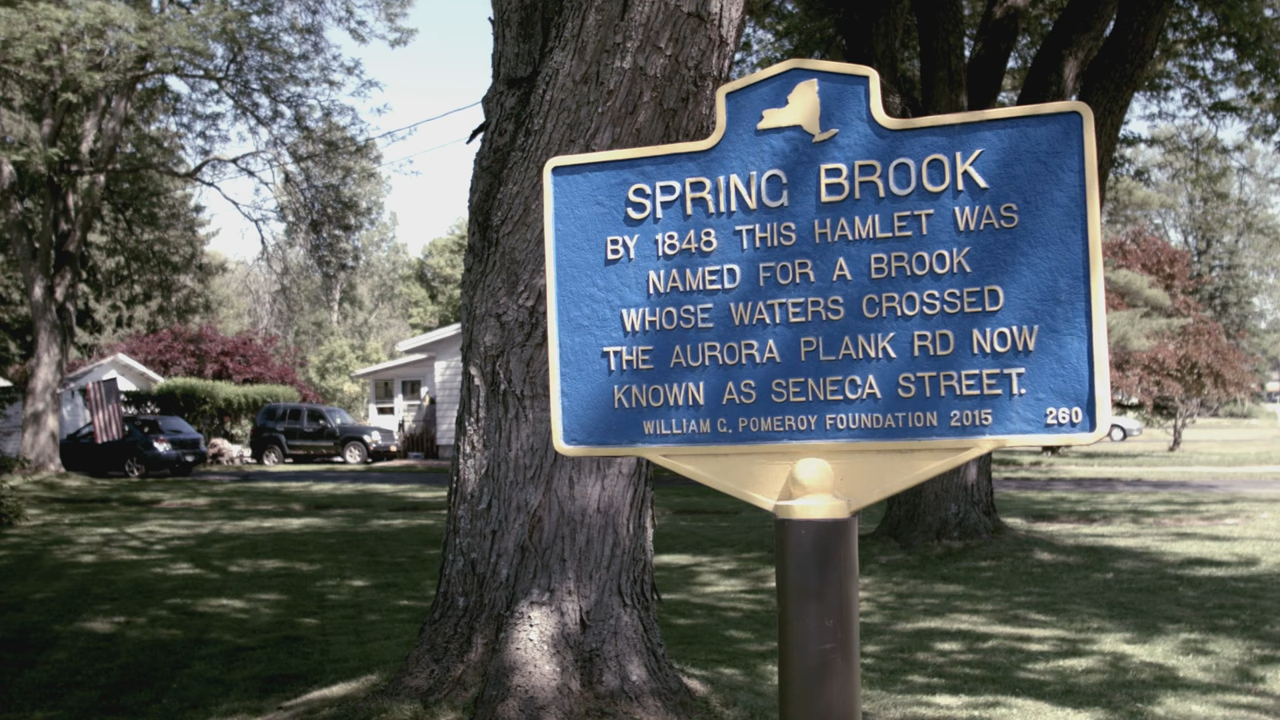 SPRING BROOK
BY 1848 THIS HAMLET WAS
NAMED FOR A BROOK
WHOSE WATERS CROSSED
THE AURORA PLANK RD NOW
KNOWN AS SENECA STREET.
WILLIAM G. POMEROY FOUNDATION 2015 260